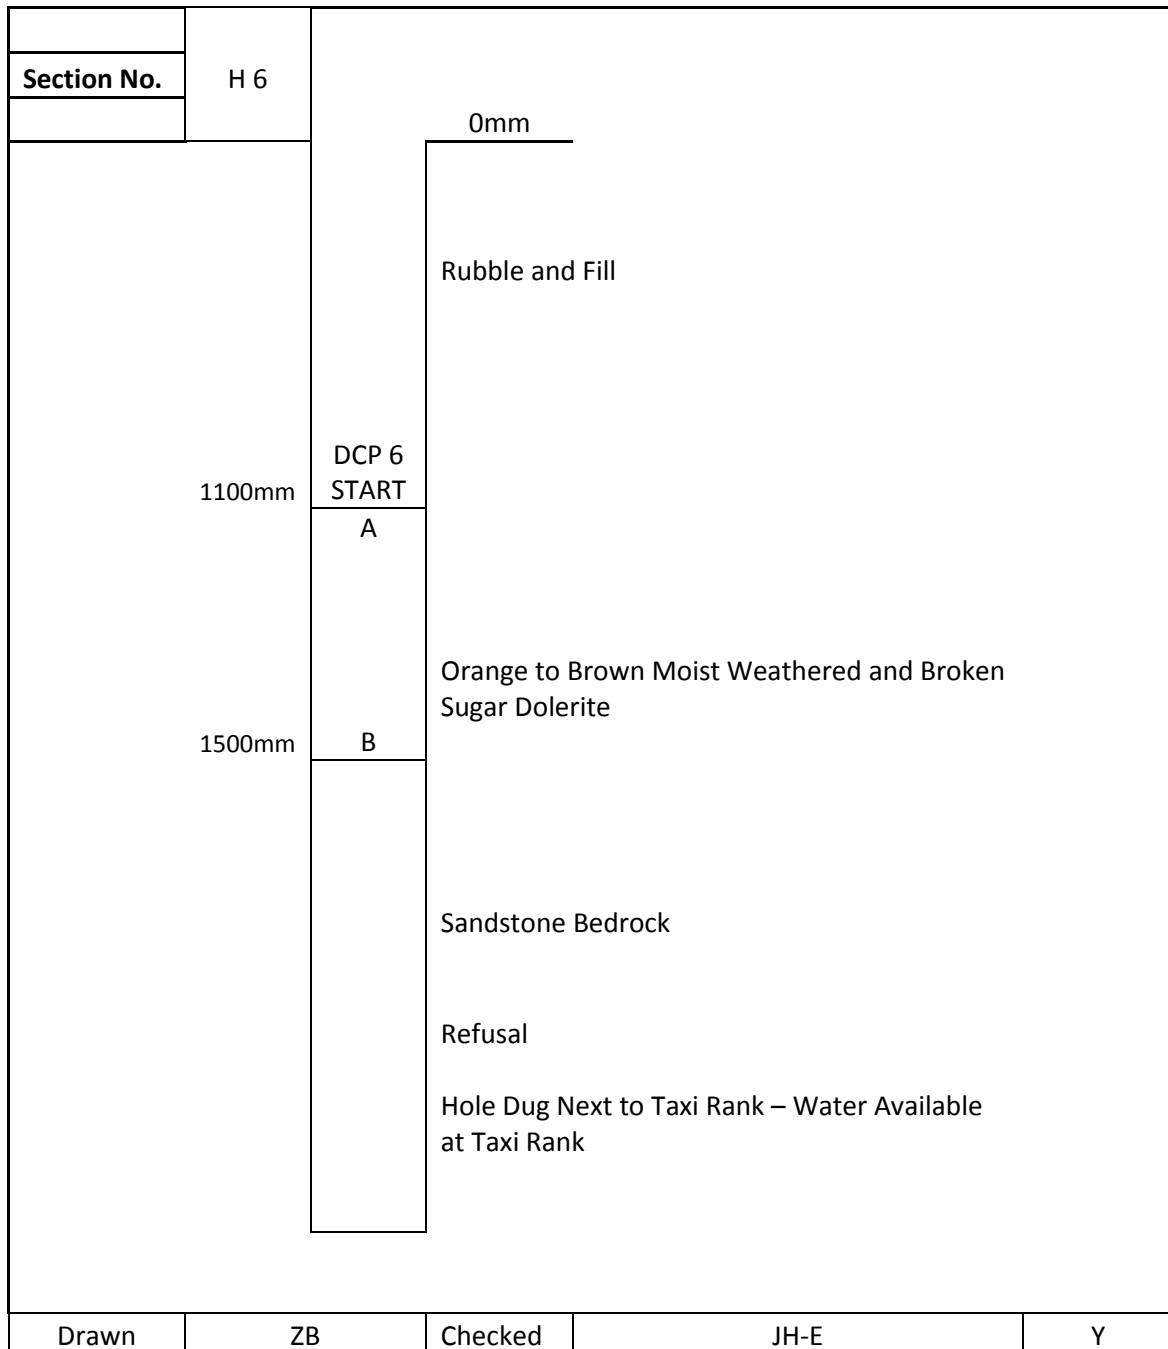 Section No. H 6
0mm
Rubble and Fill
DCP 6
1100mm START
A
Orange to Brown Moist Weathered and Broken
Sugar Dolerite
1500mm B
Sandstone Bedrock
Refusal
Hole Dug Next to Taxi Rank – Water Available
at Taxi Rank
Drawn ZB Checked JH-E Y